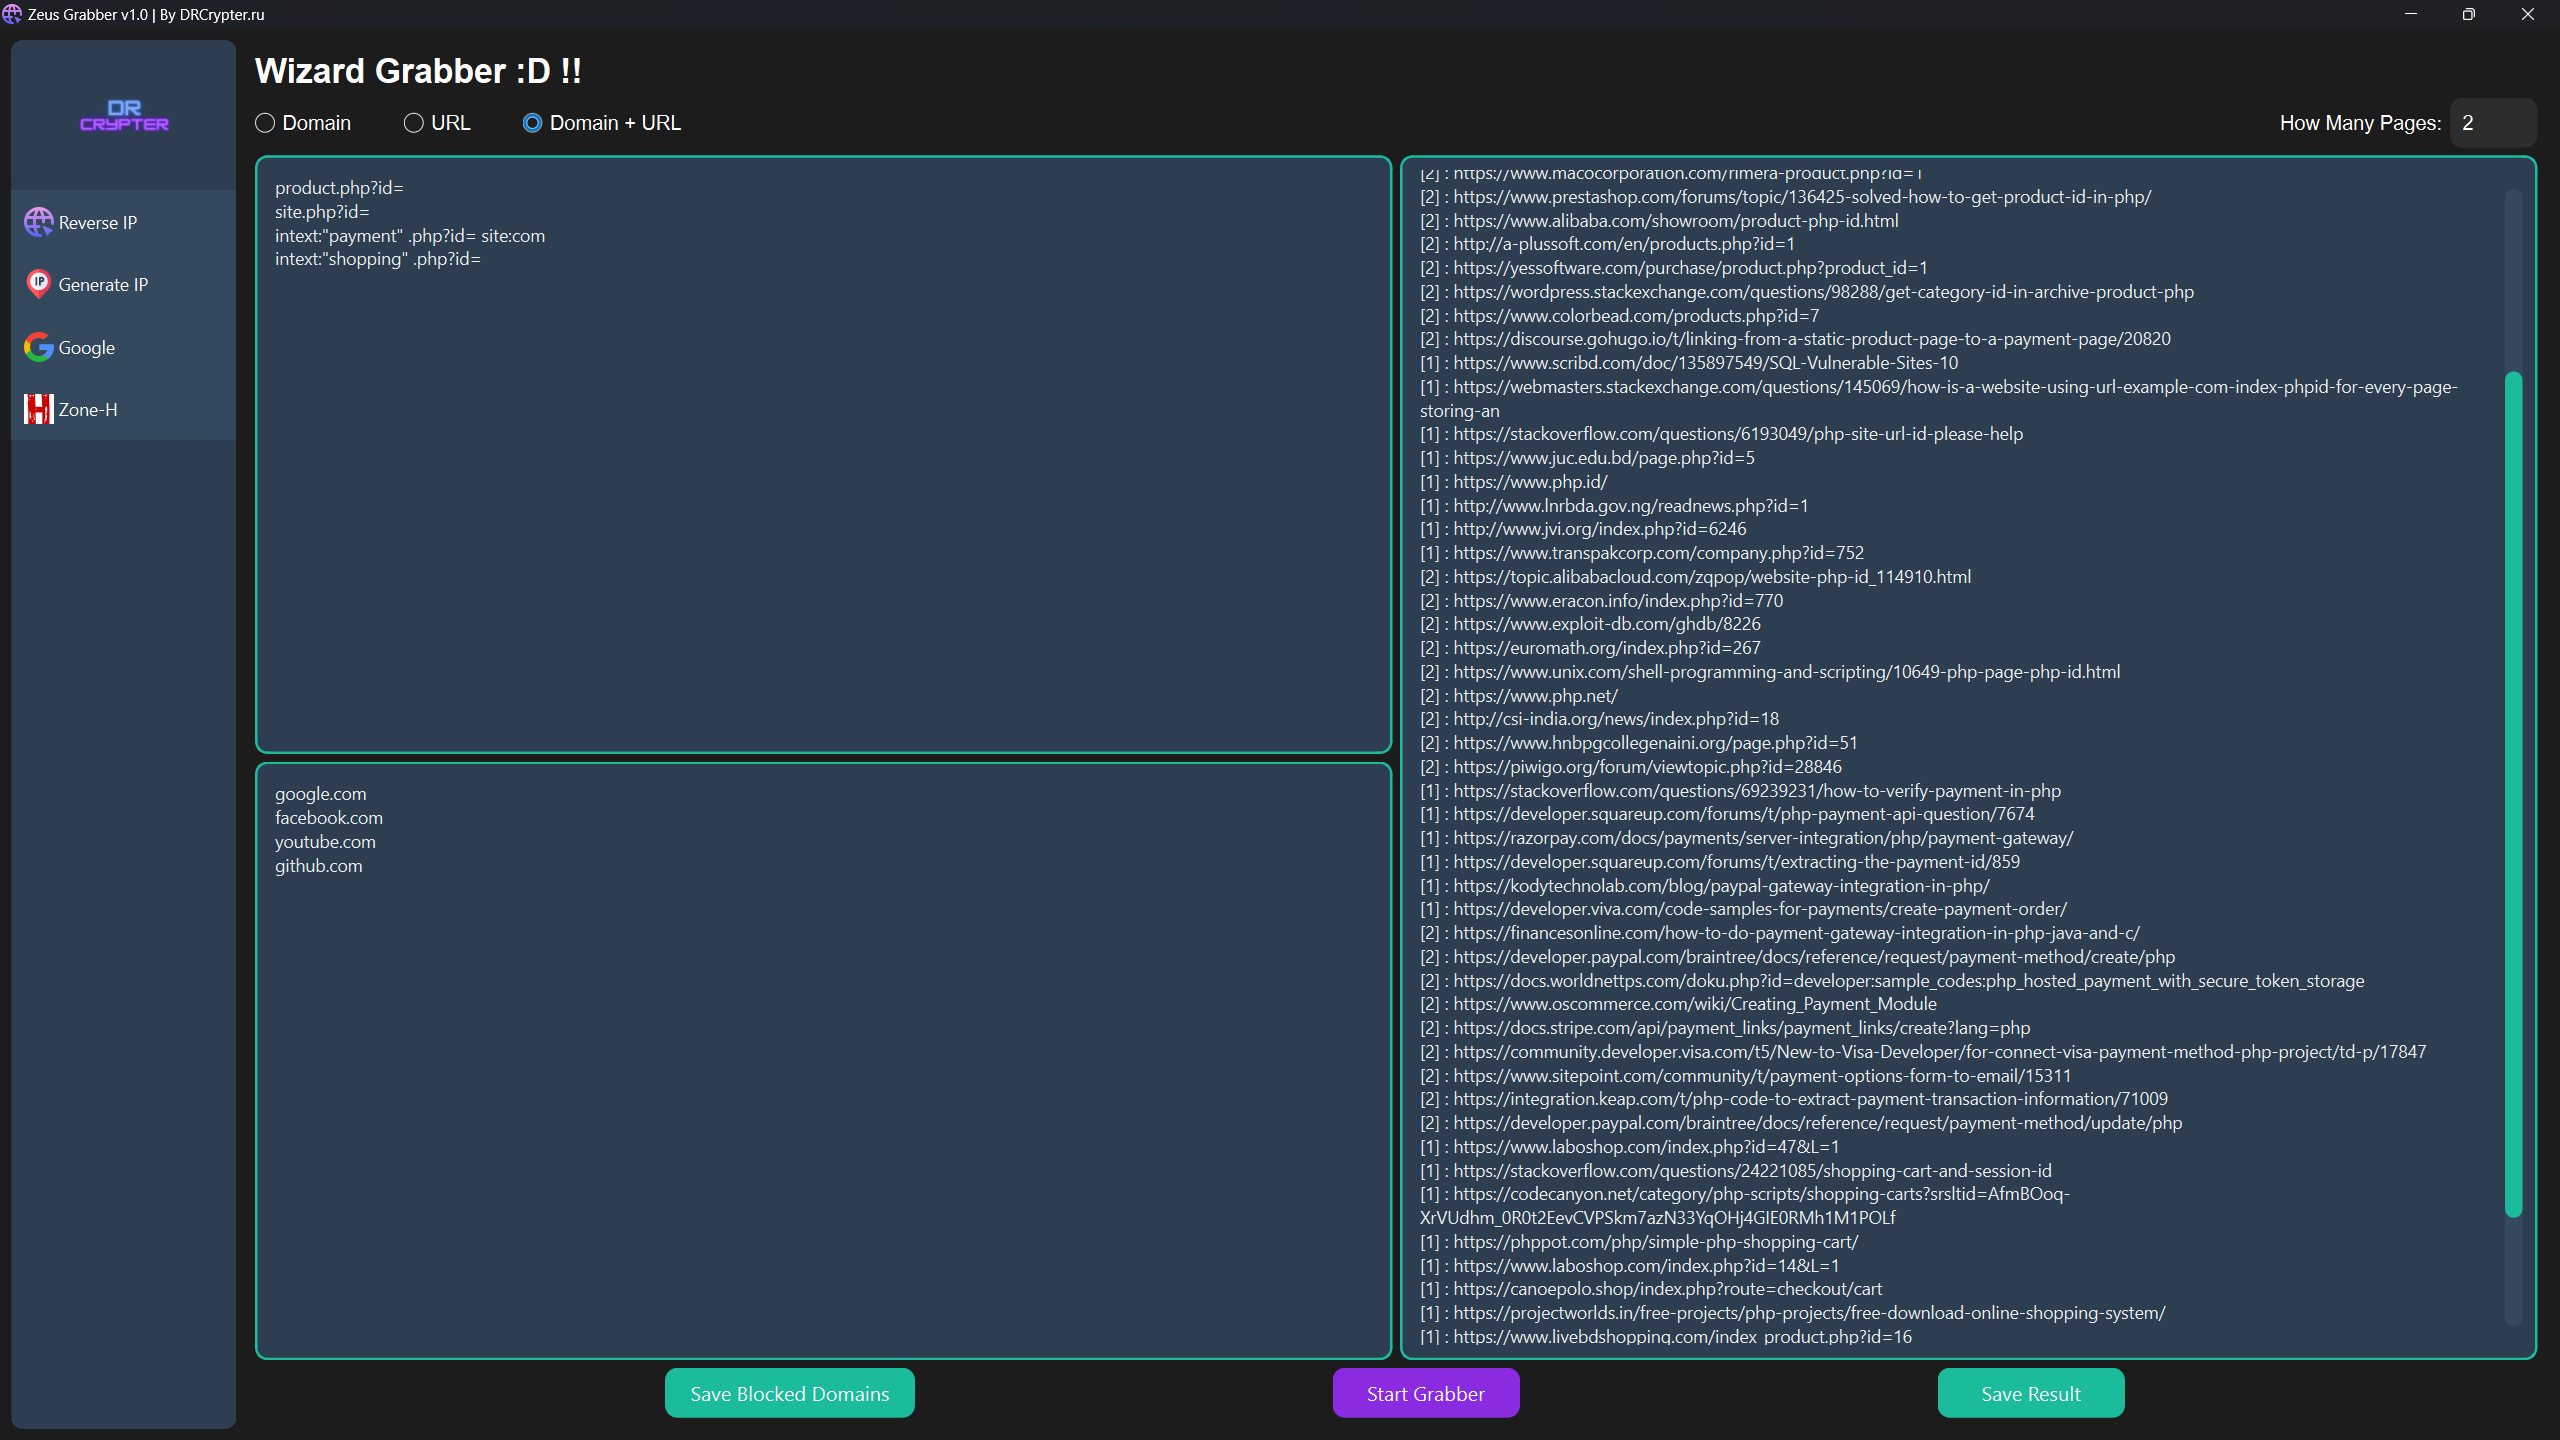 Zeus Grabber v1.0 | By DRCrypter.ru
DR
CRYPTER
Reverse IP
Generate IP
Google
Zone-H
Wizard Grabber :D !!
Domain
URL
Domain + URL
How Many Pages: 2
product.php?id=
site.php?id=
intext:"payment" .php?id= site:com
intext:"shopping" .php?id=
google.com
facebook.com
youtube.com
github.com
[2] : https://www.macocorporation.com/rimera-product.php?id=1
[2] : https://www.prestashop.com/forums/topic/136425-solved-how-to-get-product-id-in-php/
[2] : https://www.alibaba.com/showroom/product-php-id.html
[2] : http://a-plussoft.com/en/products.php?id=1
[2] : https://yessoftware.com/purchase/product.php?product_id=1
[2] : https://wordpress.stackexchange.com/questions/98288/get-category-id-in-archive-product-php
[2] : https://www.colorbead.com/products.php?id=7
[2] : https://discourse.gohugo.io/t/linking-from-a-static-product-page-to-a-payment-page/20820
[1] : https://www.scribd.com/doc/135897549/SQL-Vulnerable-Sites-10
[1] : https://webmasters.stackexchange.com/questions/145069/how-is-a-website-using-url-example-com-index-phpid-for-every-page-
storing-an
[1] : https://stackoverflow.com/questions/6193049/php-site-url-id-please-help
[1] : https://www.juc.edu.bd/page.php?id=5
[1] : https://www.php.id/
[1] : http://www.lnrbda.gov.ng/readnews.php?id=1
[1] : http://www.jvi.org/index.php?id=6246
[1] : https://www.transpakcorp.com/company.php?id=752
[2] : https://topic.alibabacloud.com/zqpop/website-php-id_114910.html
[2] : https://www.eracon.info/index.php?id=770
[2] : https://www.exploit-db.com/ghdb/8226
[2] : https://euromath.org/index.php?id=267
[2] : https://www.unix.com/shell-programming-and-scripting/10649-php-page-php-id.html
[2] : https://www.php.net/
[2] : http://csi-india.org/news/index.php?id=18
[2] : https://www.hnbpgcollegenaini.org/page.php?id=51
[2] : https://piwigo.org/forum/viewtopic.php?id=28846
[1] : https://stackoverflow.com/questions/69239231/how-to-verify-payment-in-php
[1] : https://developer.squareup.com/forums/t/php-payment-api-question/7674
[1] : https://razorpay.com/docs/payments/server-integration/php/payment-gateway/
[1] : https://developer.squareup.com/forums/t/extracting-the-payment-id/859
[1] : https://kodytechnolab.com/blog/paypal-gateway-integration-in-php/
[1] : https://developer.viva.com/code-samples-for-payments/create-payment-order/
[2] : https://financesonline.com/how-to-do-payment-gateway-integration-in-php-java-and-c/
[2] : https://developer.paypal.com/braintree/docs/reference/request/payment-method/create/php
[2] : https://docs.worldnettps.com/doku.php?id=developer:sample_codes:php_hosted_payment_with_secure_token_storage
[2] : https://www.oscommerce.com/wiki/Creating_Payment_Module
[2] : https://docs.stripe.com/api/payment_links/payment_links/create?lang=php
[2] : https://community.developer.visa.com/t5/New-to-Visa-Developer/for-connect-visa-payment-method-php-project/td-p/17847
[2] : https://www.sitepoint.com/community/t/payment-options-form-to-email/15311
[2] : https://integration.keap.com/t/php-code-to-extract-payment-transaction-information/71009
[2] : https://developer.paypal.com/braintree/docs/reference/request/payment-method/update/php
[1] : https://www.laboshop.com/index.php?id=47&L=1
[1] : https://stackoverflow.com/questions/24221085/shopping-cart-and-session-id
[1] : https://codecanyon.net/category/php-scripts/shopping-carts?srsltid=AfmBOoq-
XrVUdhm_0R0t2EevCVPSkm7azN33YqOHj4GIE0RMh1M1POLf
[1] : https://phppot.com/php/simple-php-shopping-cart/
[1] : https://www.laboshop.com/index.php?id=14&L=1
[1] : https://canoepolo.shop/index.php?route=checkout/cart
[1] : https://projectworlds.in/free-projects/php-projects/free-download-online-shopping-system/
[1] : https://www.livebdshopping.com/index_product.php?id=16
Save Blocked Domains
Start Grabber
Save Result